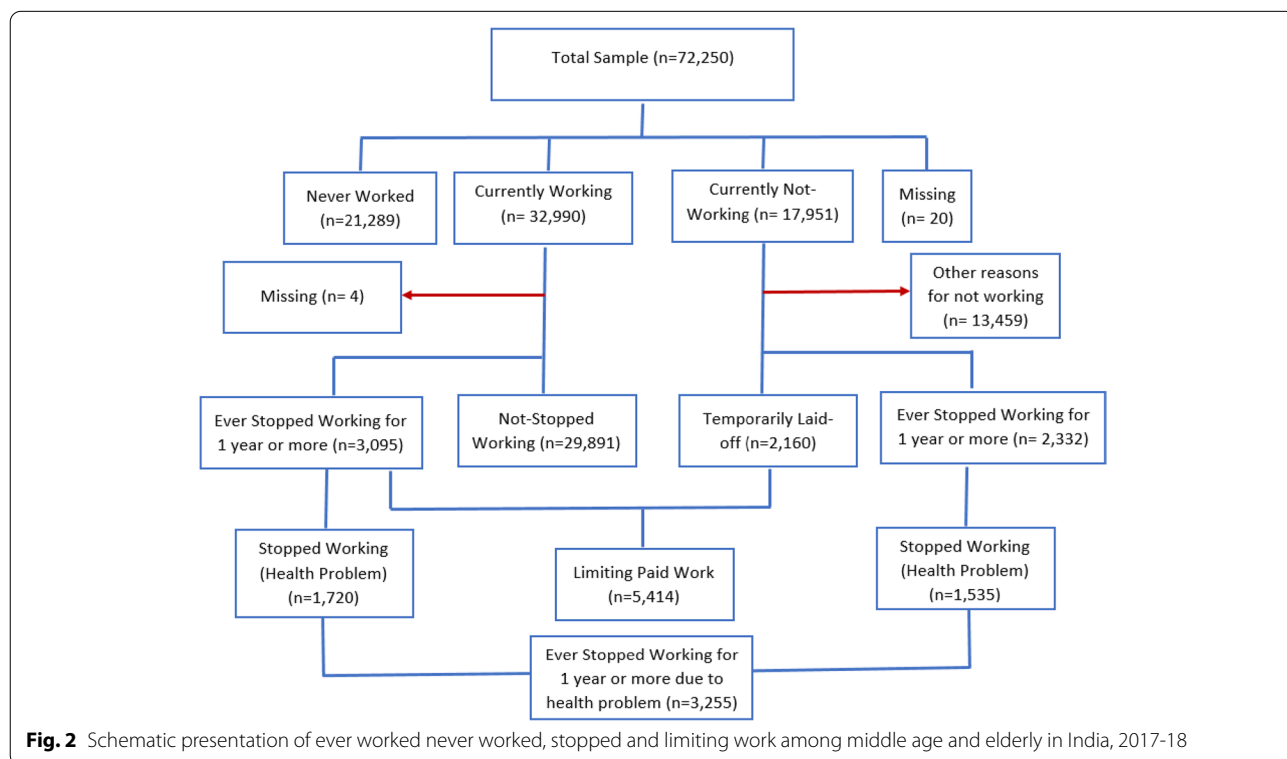 Total Sample (n=72,250)
Never Worked
(n=21,289)
Currently Working
(n= 32,990)
Currently Not-
Working (n= 17,951)
Missing
(n= 20)
Missing (n= 4)
Other reasons
for not working
(n= 13,459)
Ever Stopped Working for
1 year or more (n=3,095)
Not-Stopped
Working (n=29,891)
Temporarily Laid-
off (n=2,160)
Ever Stopped Working for
1 year or more (n= 2,332)
Stopped Working
(Health Problem)
(n=1,720)
Limiting Paid Work
(n=5,414)
Stopped Working
(Health Problem)
(n=1,535)
Ever Stopped Working for
1 year or more due to
health problem (n=3,255)
Fig. 2 Schematic presentation of ever worked never worked, stopped and limiting work among middle age and elderly in India, 2017-18